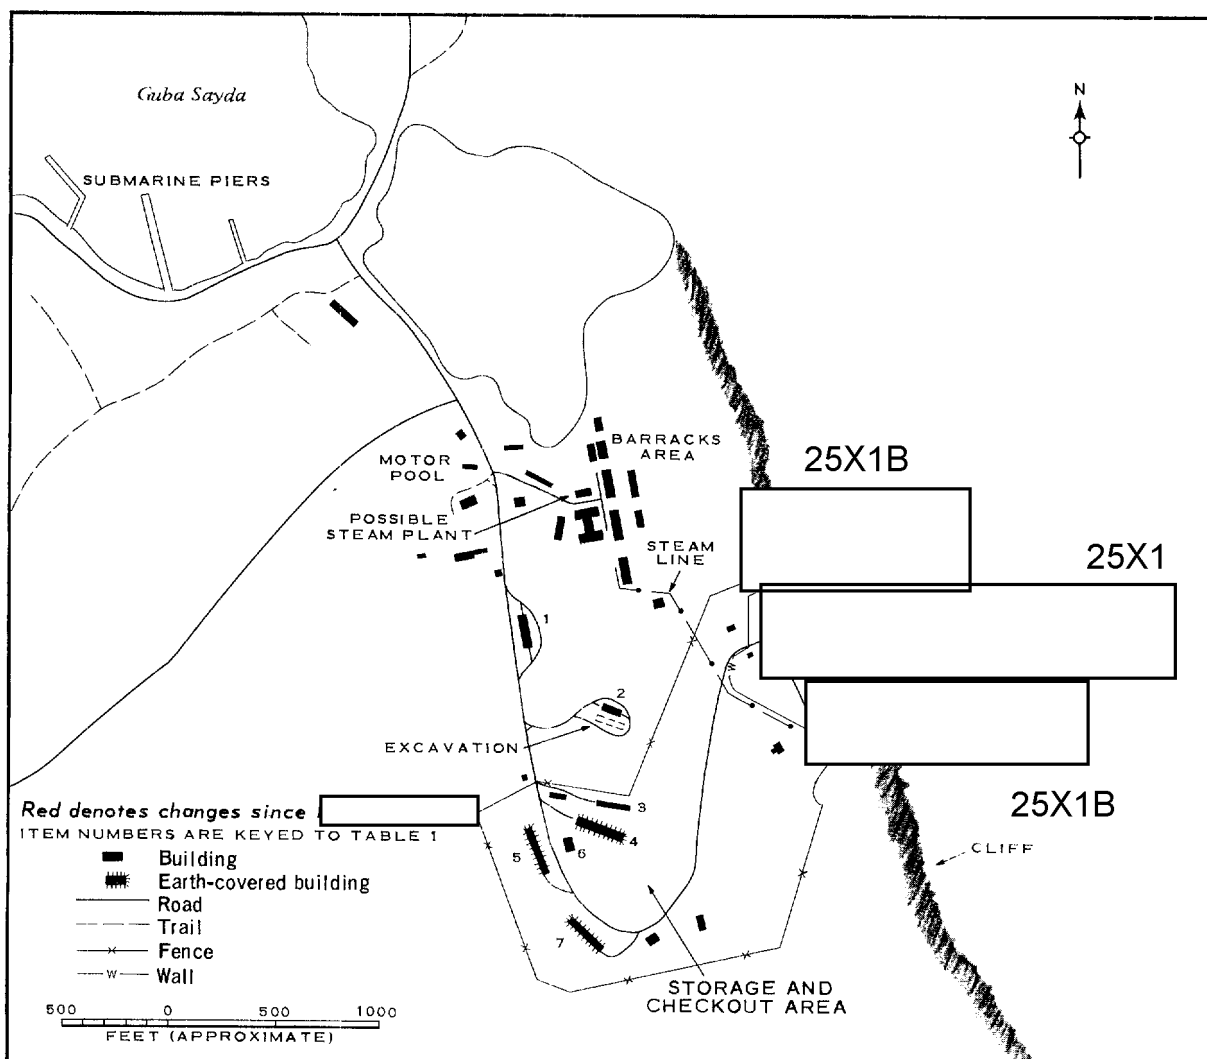 Guba Sayda
N
SUBMARINE PIERS
BARRACKS
AREA
MOTOR
POOL
25X1B
POSSIBLE
STEAM PLANT
STEAM
LINE
25X1
1
W
2
EXCAVATION
25X1B
Red denotes changes since
3
ITEM NUMBERS ARE KEYED TO TABLE 1
4
5
6
CLIFF
Building
Earth-covered building
Road
Trail
Fence
W Wall
7
STORAGE AND
CHECKOUT AREA
500 0 500 1000
FEET (APPROXIMATE)